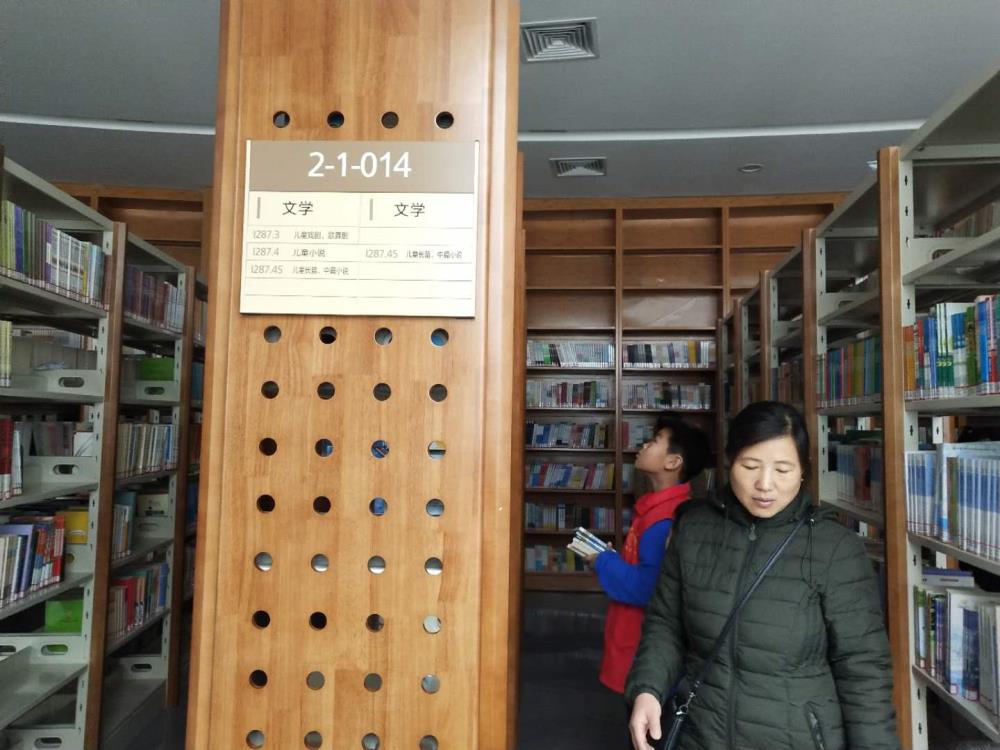 2-1-014
文学 文学
I287.3 儿童戏剧、歌舞剧
I287.4 儿童小说 I287.45 儿童长篇、中篇小说
I287.45 儿童长篇、中篇小说